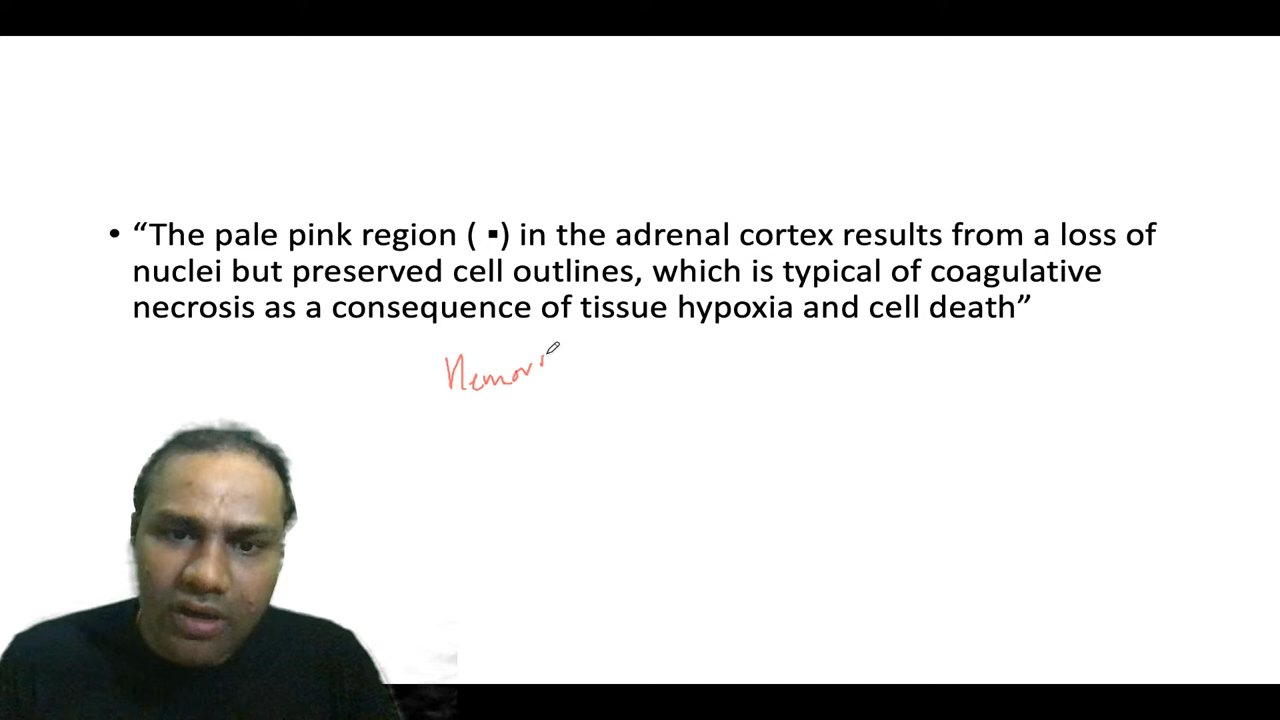 • “The pale pink region ( ▪) in the adrenal cortex results from a loss of
nuclei but preserved cell outlines, which is typical of coagulative
necrosis as a consequence of tissue hypoxia and cell death”
Hemorr